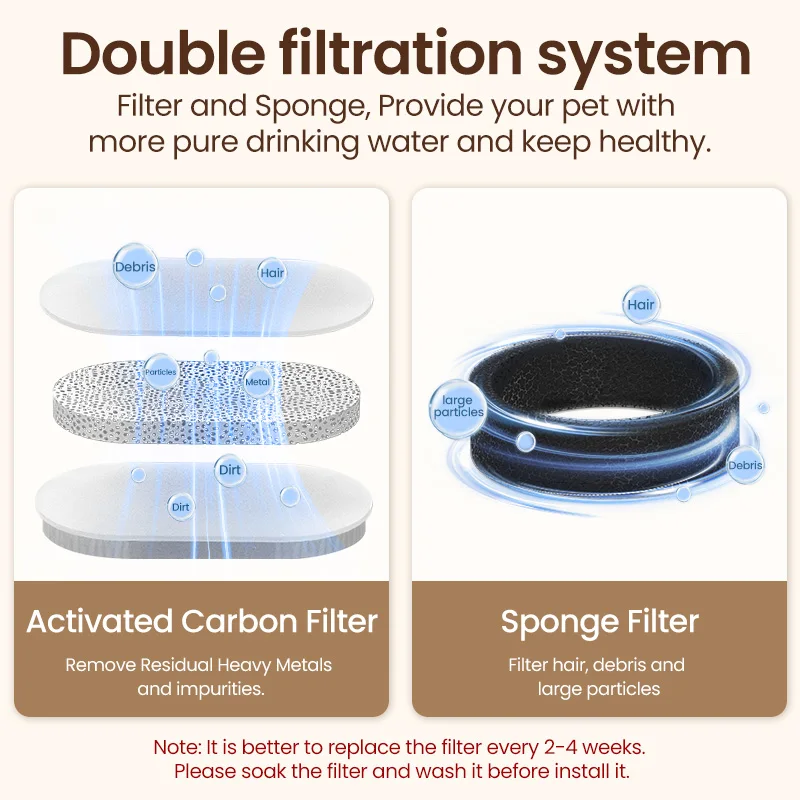 Double filtration system
Filter and Sponge, Provide your pet with
more pure drinking water and keep healthy.
Debris
Hair
Particles
Metal
Dirt
Dirt
Activated Carbon Filter
Remove Residual Heavy Metals
and impurities.
Hair
large
particles
Debris
Sponge Filter
Filter hair, debris and
large particles
Note: It is better to replace the filter every 2-4 weeks.
Please soak the filter and wash it before install it.